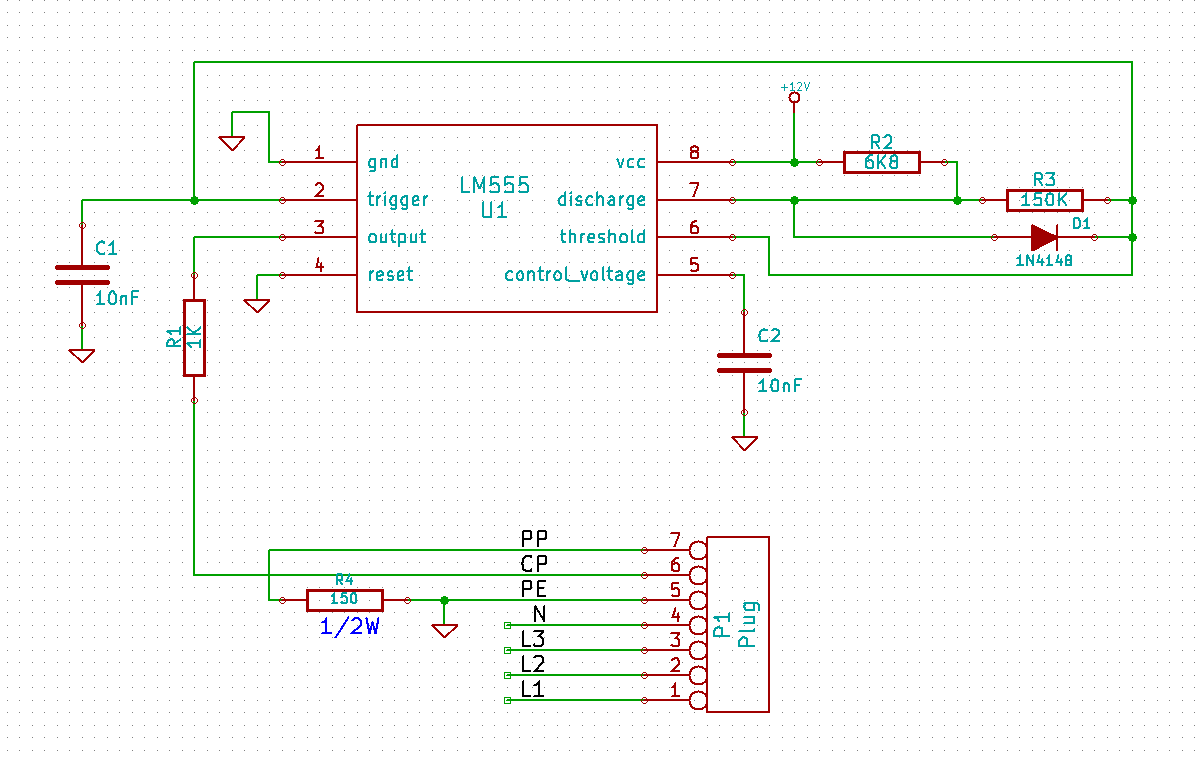 +12V
R2
6K8
1 gnd
vcc 8
LM555
U1
2 trigger
discharge 7
R3
150K
3 output
threshold 6
D1
1N4148
4 reset
control_voltage 5
C1
10nF
R1
1K
C2
10nF
PP 7
CP 6
R4
150
1/2W
PE 5
N 4
L3 3
L2 2
L1 1
P1
Plug